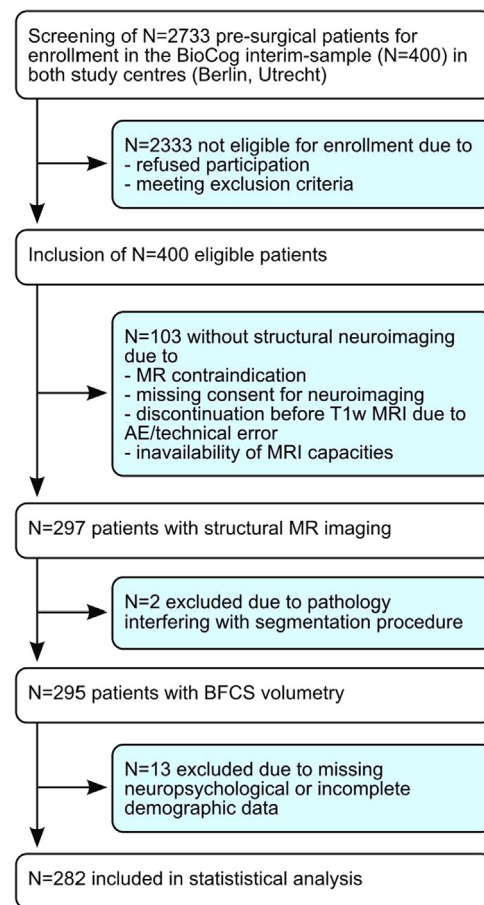 Screening of N=2733 pre-surgical patients for
enrollment in the BioCog interim-sample (N=400) in
both study centres (Berlin, Utrecht)
N=2333 not eligible for enrollment due to
- refused participation
- meeting exclusion criteria
Inclusion of N=400 eligible patients
N=103 without structural neuroimaging
due to
- MR contraindication
- missing consent for neuroimaging
- discontinuation before T1w MRI due to
AE/technical error
- inavailability of MRI capacities
N=297 patients with structural MR imaging
N=2 excluded due to pathology
interfering with segmentation procedure
N=295 patients with BFCS volumetry
N=13 excluded due to missing
neuropsychological or incomplete
demographic data
N=282 included in statististical analysis